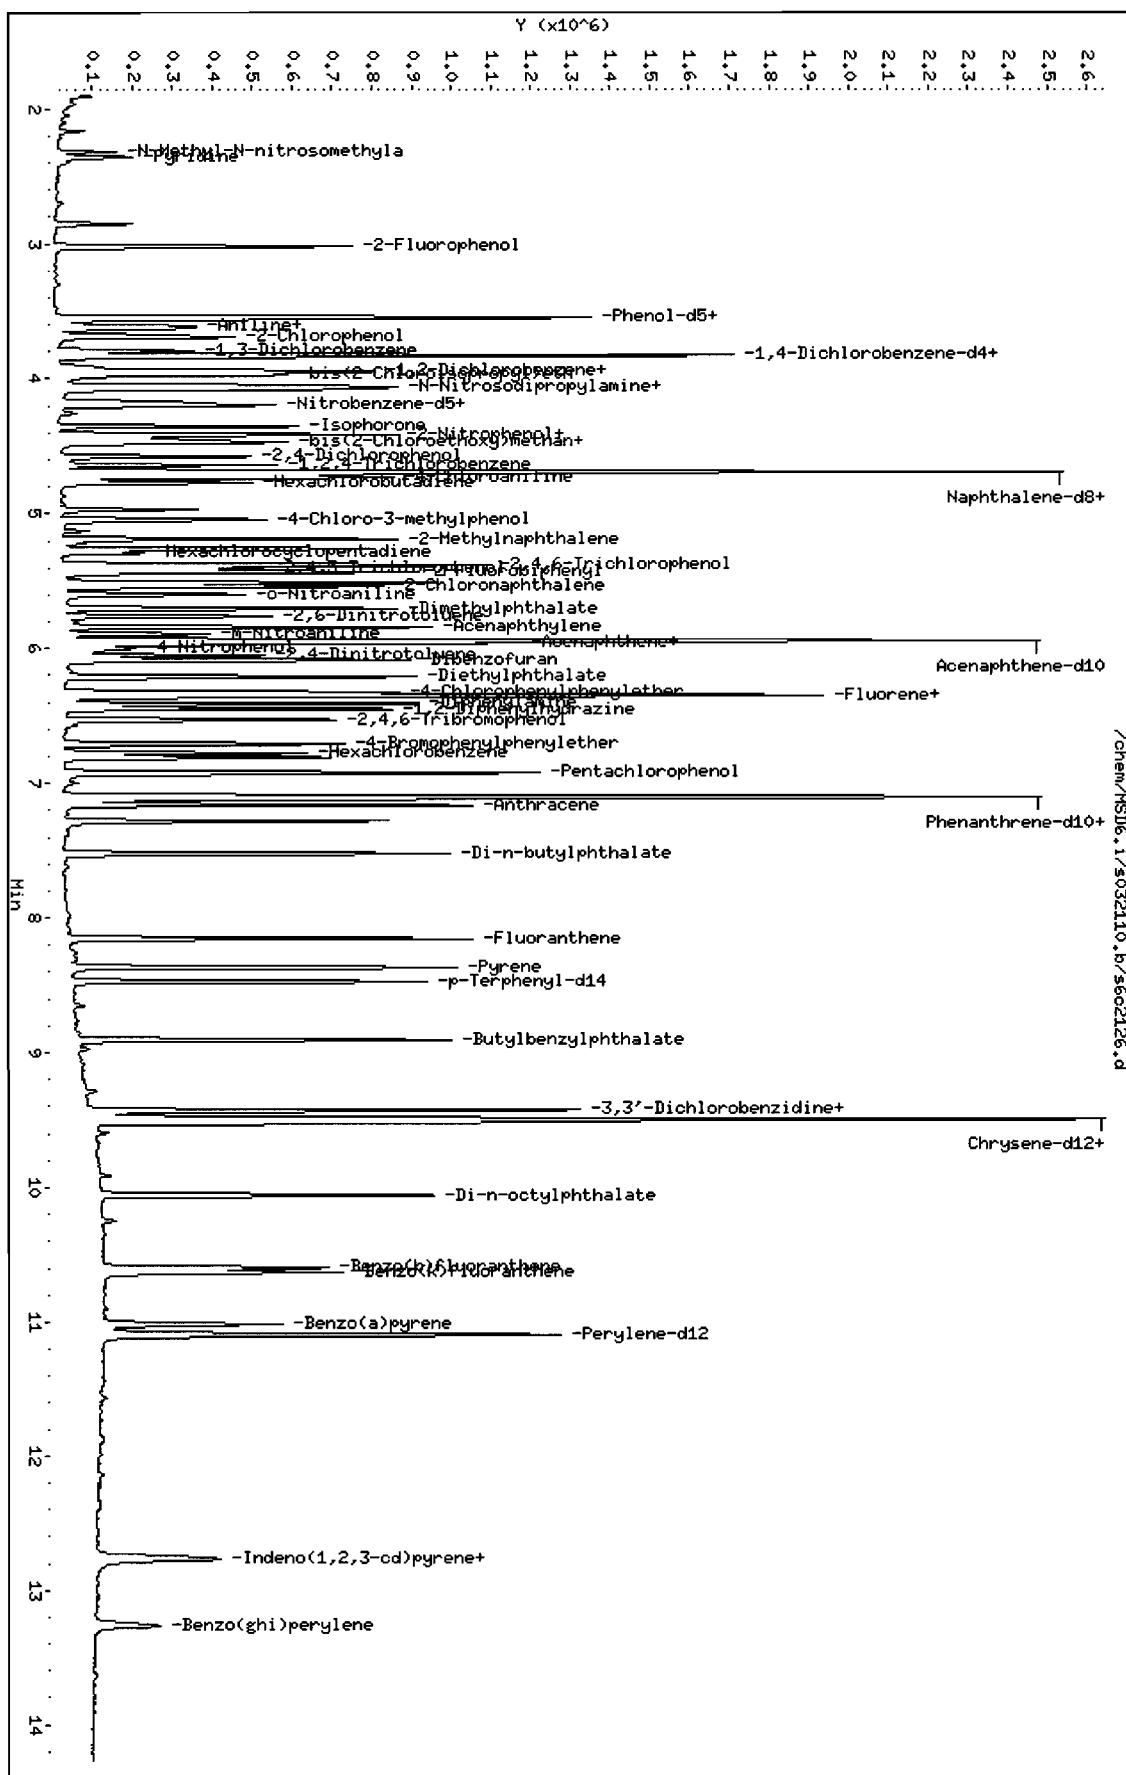 Y (x10^6)
0.1
0.2
0.3
0.4
0.5
0.6
0.7
0.8
0.9
1.0
1.1
1.2
1.3
1.4
1.5
1.6
1.7
1.8
1.9
2.0
2.1
2.2
2.3
2.4
2.5
2.6
2
-N-Methyl-N-nitrosomethyla
-Pyridine
3
-2-Fluorophenol
-Phenol-d5+
-Aniline+
-2-Chlorophenol
-1,3-Dichlorobenzene
-1,4-Dichlorobenzene-d4+
-1,2-Dichlorobenzene+
4
-N-Nitrosodipropylamine+
-Nitrobenzene-d5+
-Isophorone
-2-Nitrophenol+
-bis(2-Chloroethoxy)methan+
-2,4-Dichlorophenol
-1,2,4-Trichlorobenzene
Naphthalene-d8+
-Hexachlorobutadiene
5
-4-Chloro-3-methylphenol
-2-Methylnaphthalene
-Hexachlorocyclopentadiene
-2,4,6-Trichlorophenol
-2-Fluorobiphenyl
-2-Chloronaphthalene
-o-Nitroaniline
-Dimethylphthalate
-2,6-Dinitrotoluene
-Acenaphthylene
-M-Nitroaniline
-Acenaphthene+
Acenaphthene-d10
-4-Nitrophenol
6
-2,4-Dinitrotoluene
-Dibenzofuran
-Diethylphthalate
-4-Chlorophenylphenylether
-Fluorene+
-Diphenylamine
-1,2-Diphenylhydrazine
-2,4,6-Tribromophenol
-4-Bromophenylphenylether
-Hexachlorobenzene
-Pentachlorophenol
7
Phenanthrene-d10+
-Anthracene
-Di-n-butylphthalate
8
-Fluoranthene
-Pyrene
-p-Terphenyl-d14
-Butylbenzylphthalate
9
-3,3'-Dichlorobenzidine+
Chrysene-d12+
10
-Di-n-octylphthalate
-Benzo(b)fluoranthene
-Benzo(k)fluoranthene
11
-Benzo(a)pyrene
-Perylene-d12
12
-Indeno(1,2,3-cd)pyrene+
13
-Benzo(ghi)perylene
14
Min
/chem/MSD6.i/s032110.b/s6c2126.d